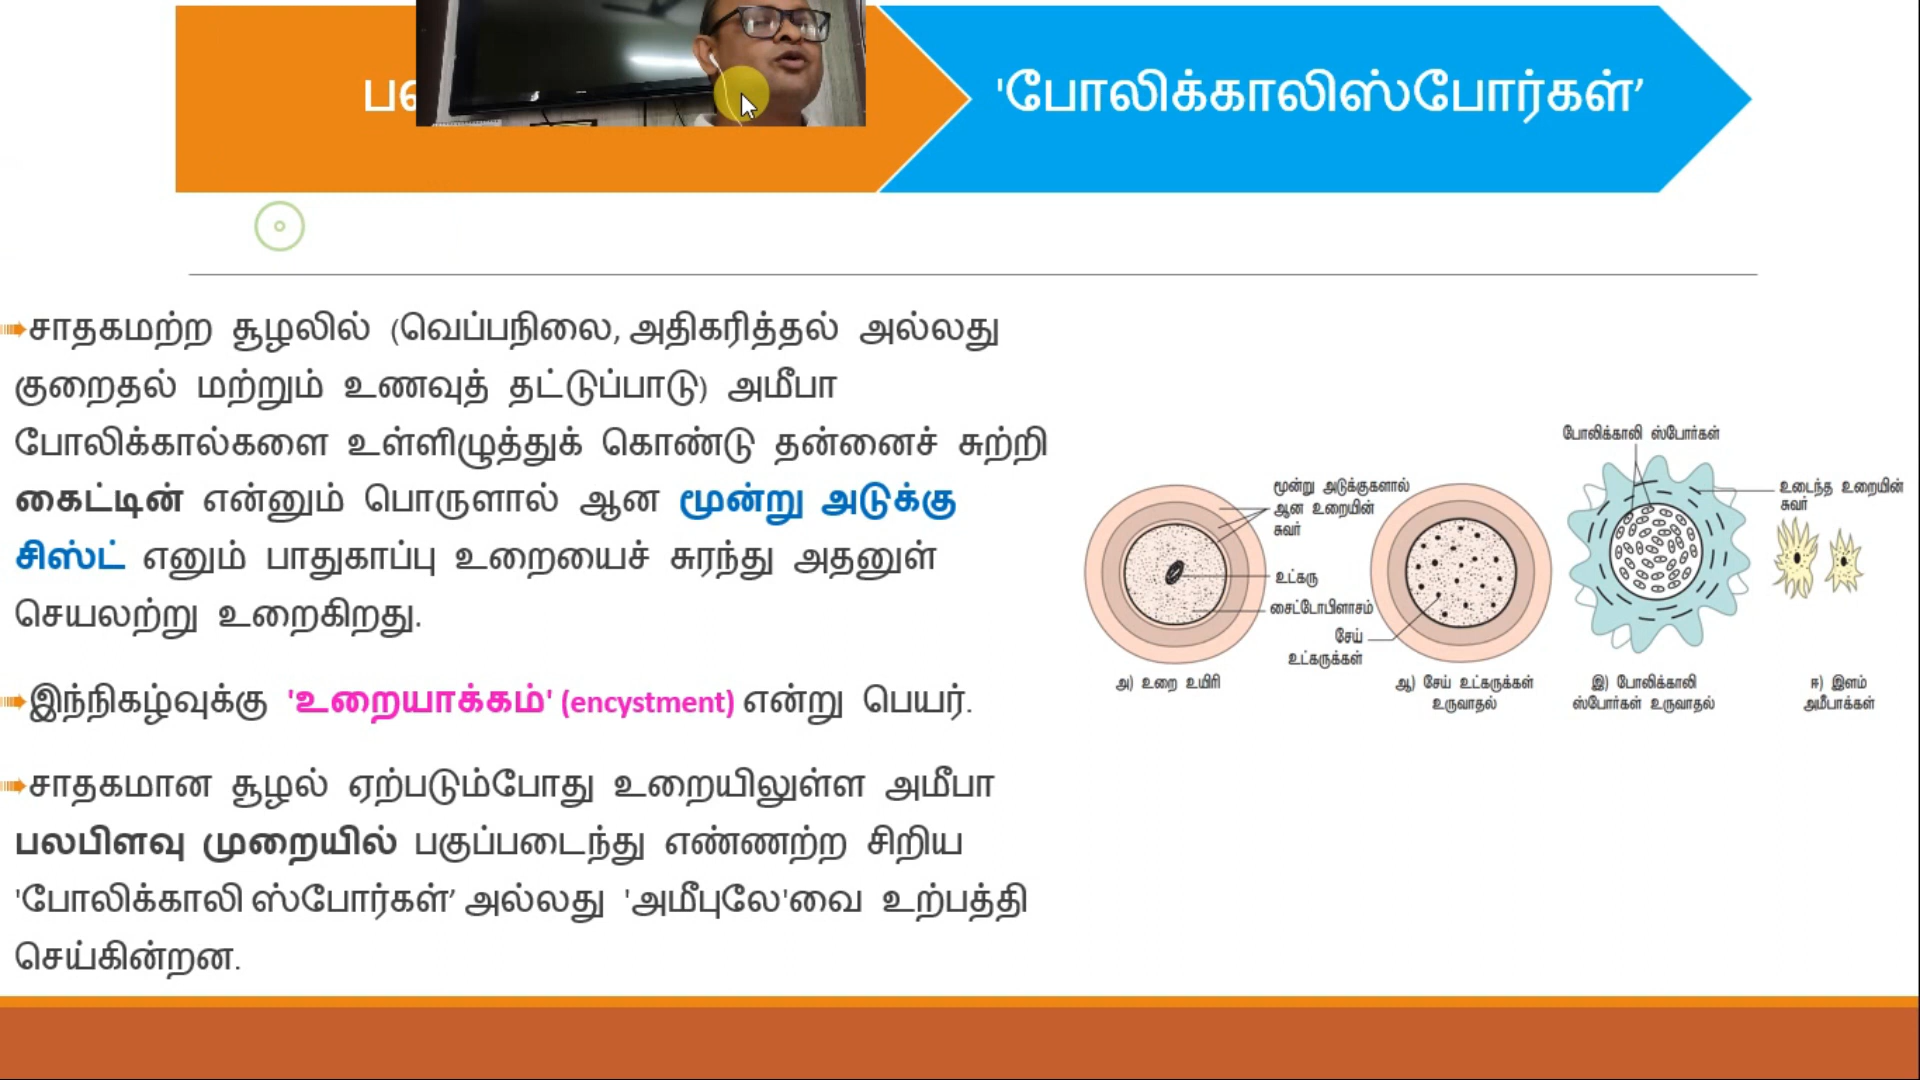 'போலிக்காலிஸ்போர்கள்’
சாதகமற்ற சூழலில் (வெப்பநிலை, அதிகரித்தல் அல்லது
குறைதல் மற்றும் உணவுத் தட்டுப்பாடு) அமீபா
போலிக்கால்களை உள்ளிழுத்துக் கொண்டு தன்னைச் சுற்றி
கைட்டின் என்னும் பொருளால் ஆன மூன்று அடுக்கு
சிஸ்ட் எனும் பாதுகாப்பு உறையைச் சுரந்து அதனுள்
செயலற்று உறைகிறது.
இந்நிகழ்வுக்கு 'உறையாக்கம்' (encystment) என்று பெயர்.
சாதகமான சூழல் ஏற்படும்போது உறையிலுள்ள அமீபா
பலபிளவு முறையில் பகுப்படைந்து எண்ணற்ற சிறிய
'போலிக்காலி ஸ்போர்கள்’ அல்லது 'அமீபுலே'வை உற்பத்தி
செய்கின்றன.
போலிக்காலி ஸ்போர்கள்
மூன்று அடுக்குகளால்
ஆன உறையின்
சுவர்
உட்கரு
சைட்டோபிளாசம்
சேய்
உட்கருக்கள்
உடைந்த உறையின்
சுவர்
அ) உறை உயிரி
ஆ) சேய் உட்கருக்கள்
உருவாதல்
இ) போலிக்காலி
ஸ்போர்கள் உருவாதல்
ஈ) இளம்
அமீபாக்கள்